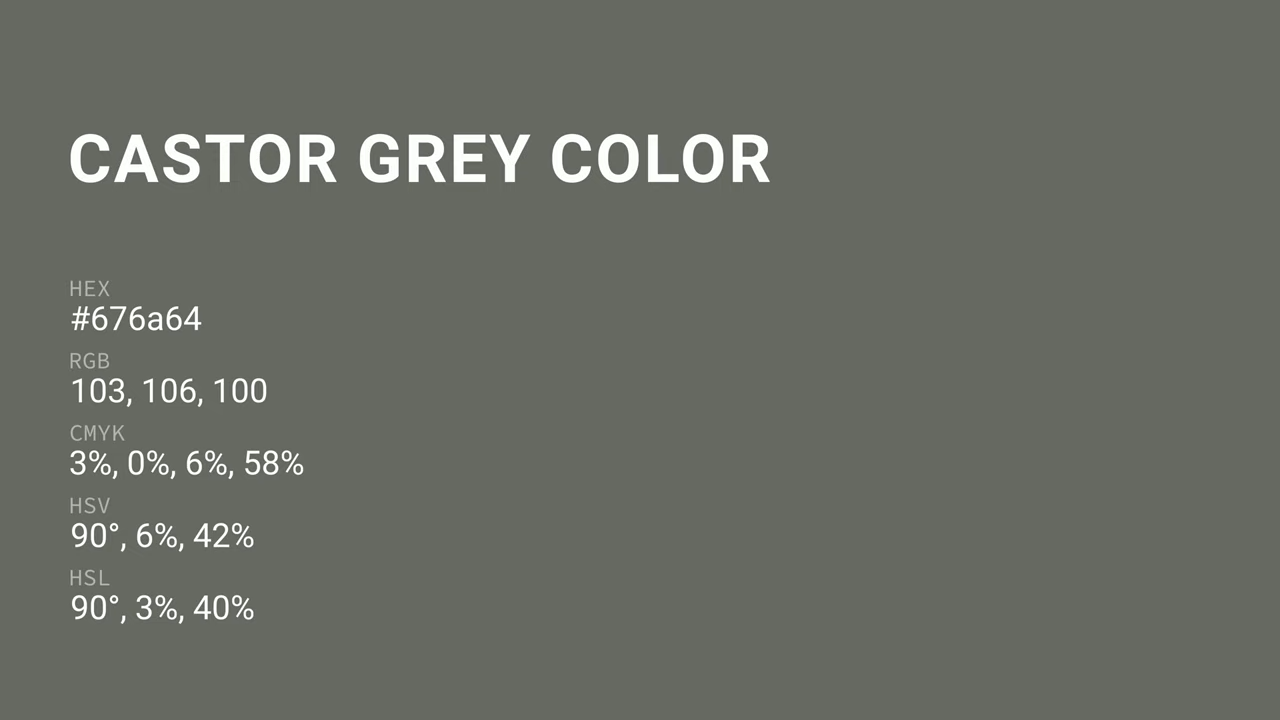 CASTOR GREY COLOR
HEX
#676a64
RGB
103, 106, 100
CMYK
3%, 0%, 6%, 58%
HSV
90°, 6%, 42%
HSL
90°, 3%, 40%